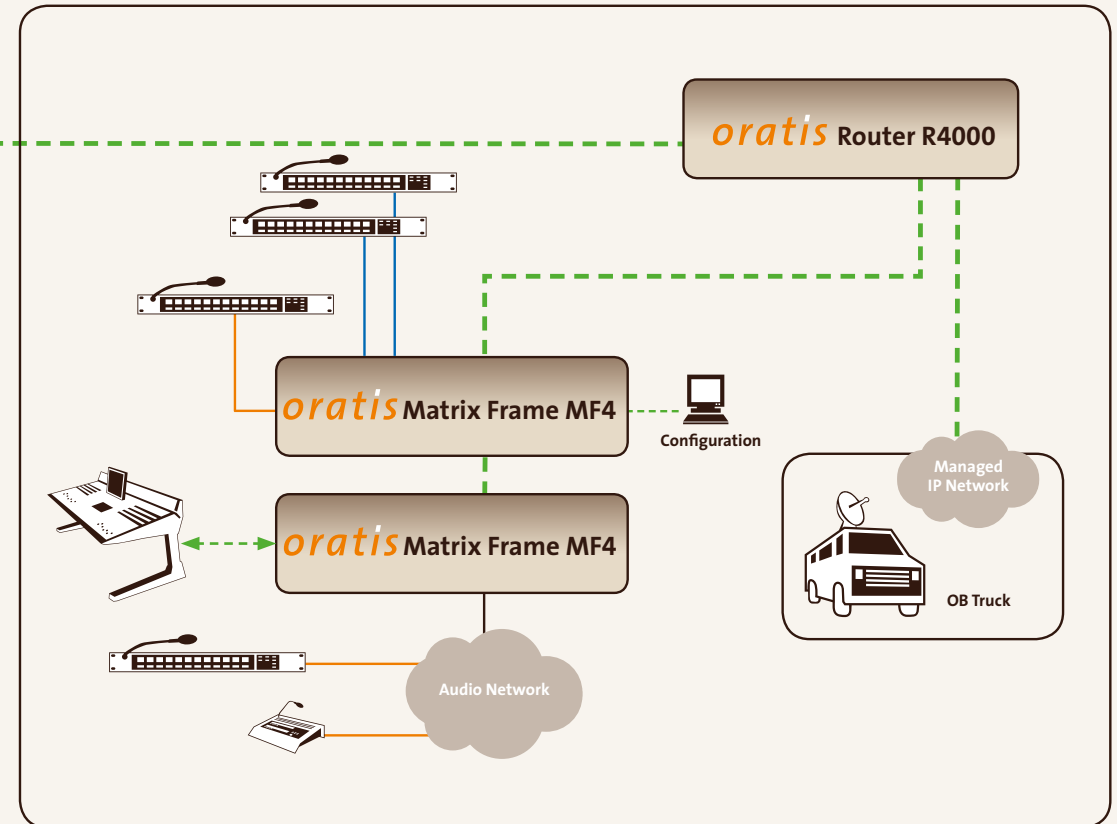 oratis Router R4000
oratis Matrix Frame MF4
Configuration
Managed
IP Network
oratis Matrix Frame MF4
OB Truck
Audio Network